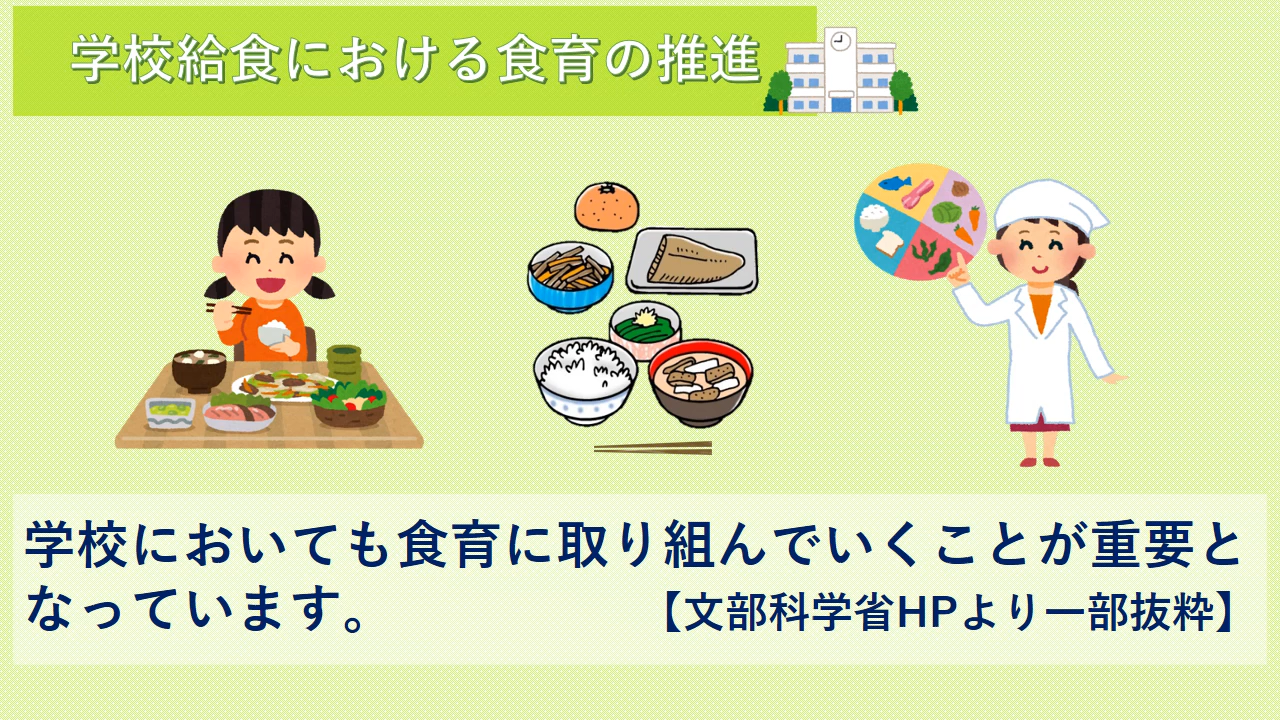 学校給食における食育の推進
学校においても食育に取り組んでいくことが重要と
なっています。 【文部科学省HPより一部抜粋】